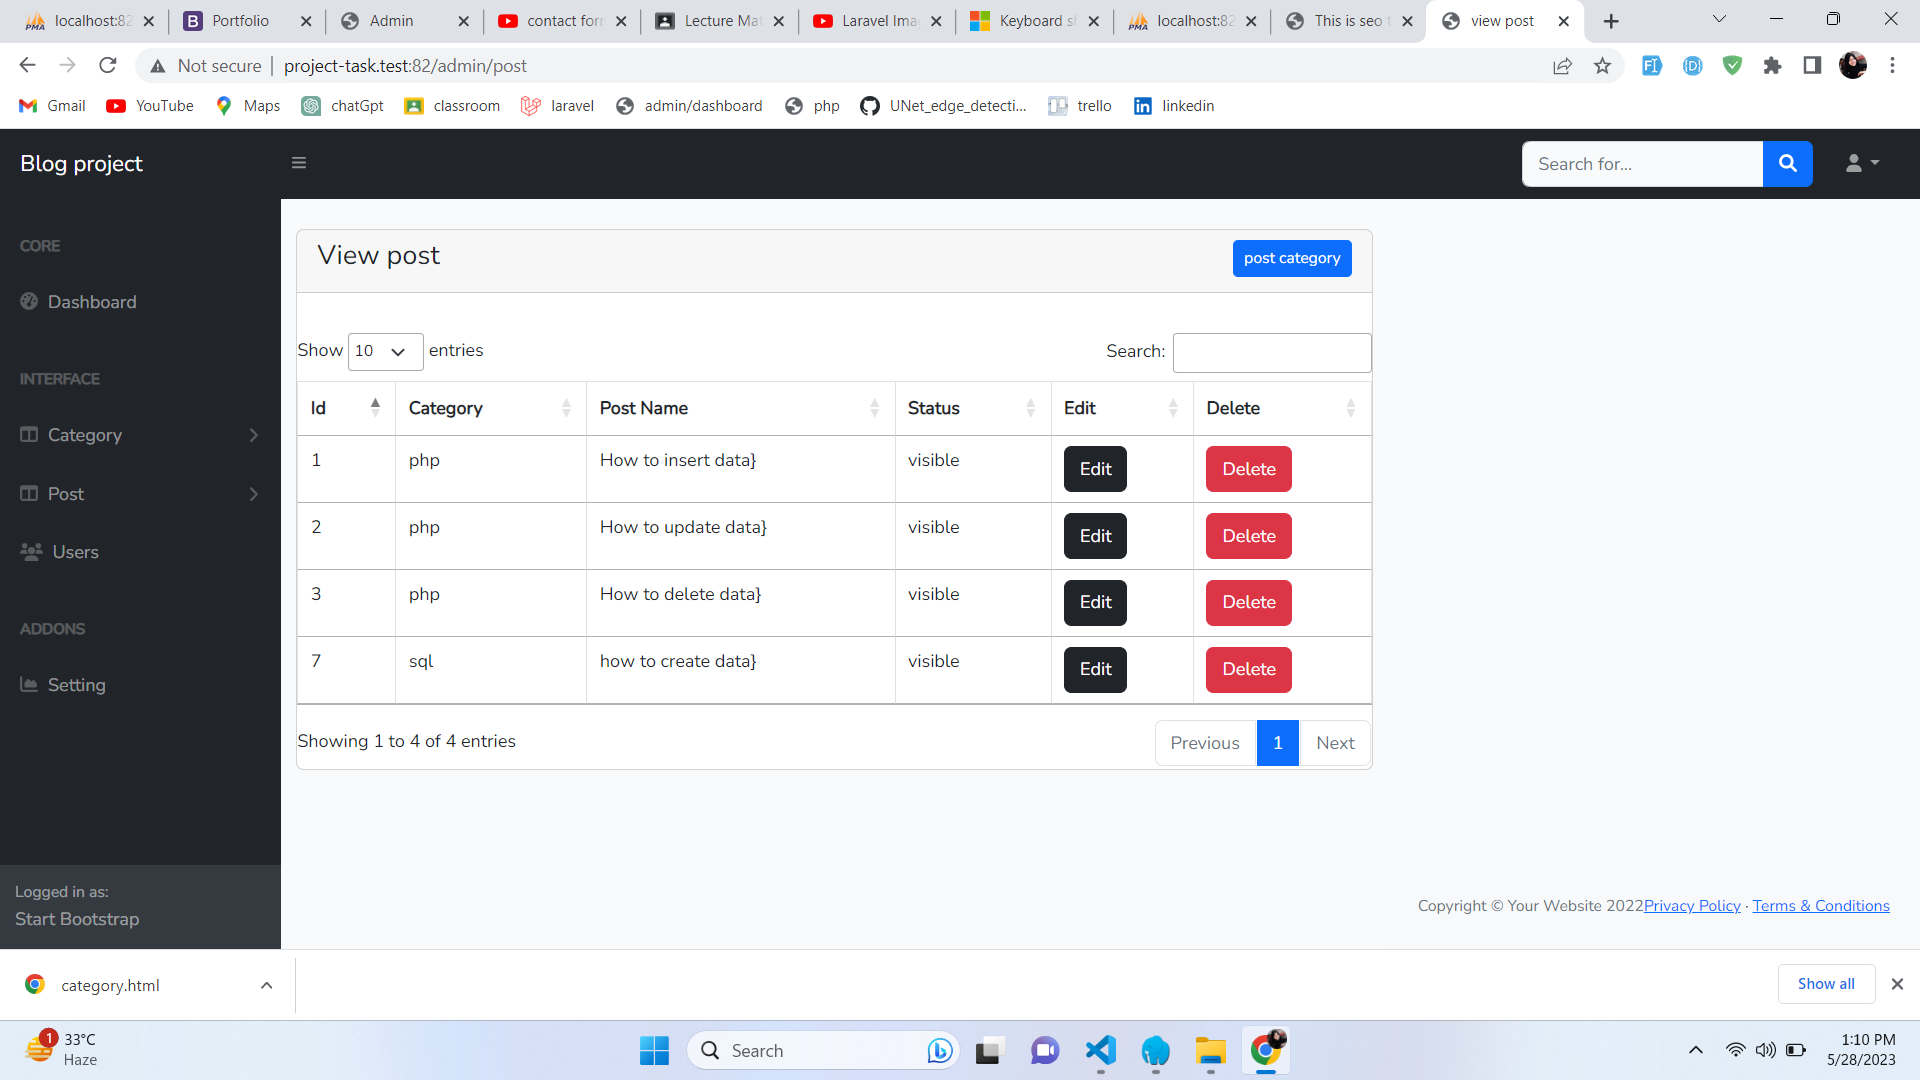 localhost:82
Portfolio
Admin
contact for
Lecture Ma
Laravel Ima
Keyboard s
localhost:82
This is seo t
view post
Not secure
project-task.test:82/admin/post
Gmail
YouTube
Maps
chatGpt
classroom
laravel
admin/dashboard
php
UNet_edge_detecti...
trello
linkedin
Blog project
Search for...
CORE
Dashboard
INTERFACE
Category
Post
Users
ADDONS
Setting
Logged in as:
Start Bootstrap
View post
post category
Show 10 entries
Search:
Id Category Post Name Status Edit Delete
1 php How to insert data} visible Edit Delete
2 php How to update data} visible Edit Delete
3 php How to delete data} visible Edit Delete
7 sql how to create data} visible Edit Delete
Showing 1 to 4 of 4 entries
Previous 1 Next
Copyright © Your Website 2022Privacy Policy · Terms & Conditions
category.html
Show all
1
33°C
Haze
Search
1:10 PM
5/28/2023